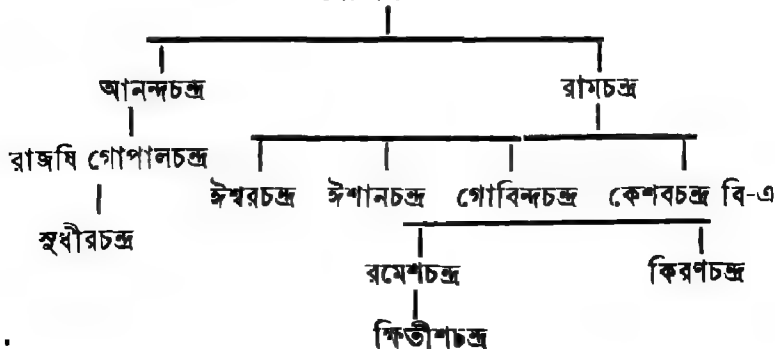 আনন্দচন্দ্র রামচন্দ্র
রাজর্ষি গোপালচন্দ্র
ঈশ্বরচন্দ্র ঈশানচন্দ্র গোবিন্দচন্দ্র কেশবচন্দ্র বি-এ
সুধীরচন্দ্র
রমেশচন্দ্র কিরণচন্দ্র
ক্ষিতীশচন্দ্র